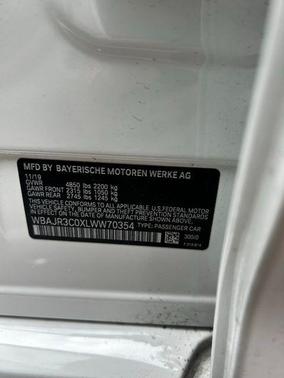 MFD BY BAYERISCHE MOTOREN WERKE AG
11/19
GVWR 4850 lbs 2200 kg
GAWR FRONT 2315 lbs 1050 kg
GAWR REAR 2745 lbs 1245 kg
THIS VEHICLE CONFORMS TO ALL APPLICABLE U.S.FEDERAL MOTOR
VEHICLE SAFETY, BUMPER, AND THEFT PREVENTION STANDARDS
IN EFFECT ON THE DATE OF MANUFACTURE SHOWN ABOVE.
WBAJR3C0XLWW70354 TYPE: PASSENGER CAR
300/0